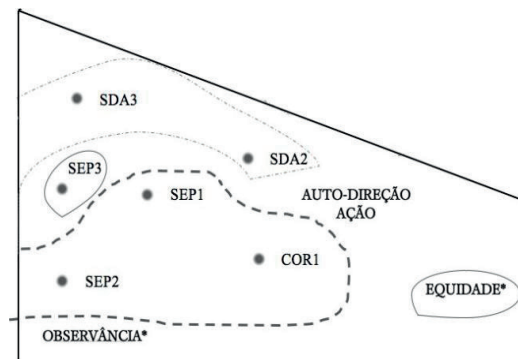 SDA3
SDA2
SEP3
SEP1
AUTO-DIREÇÃO
AÇÃO
COR1
SEP2
EQUIDADE*
OBSERVÂNCIA*